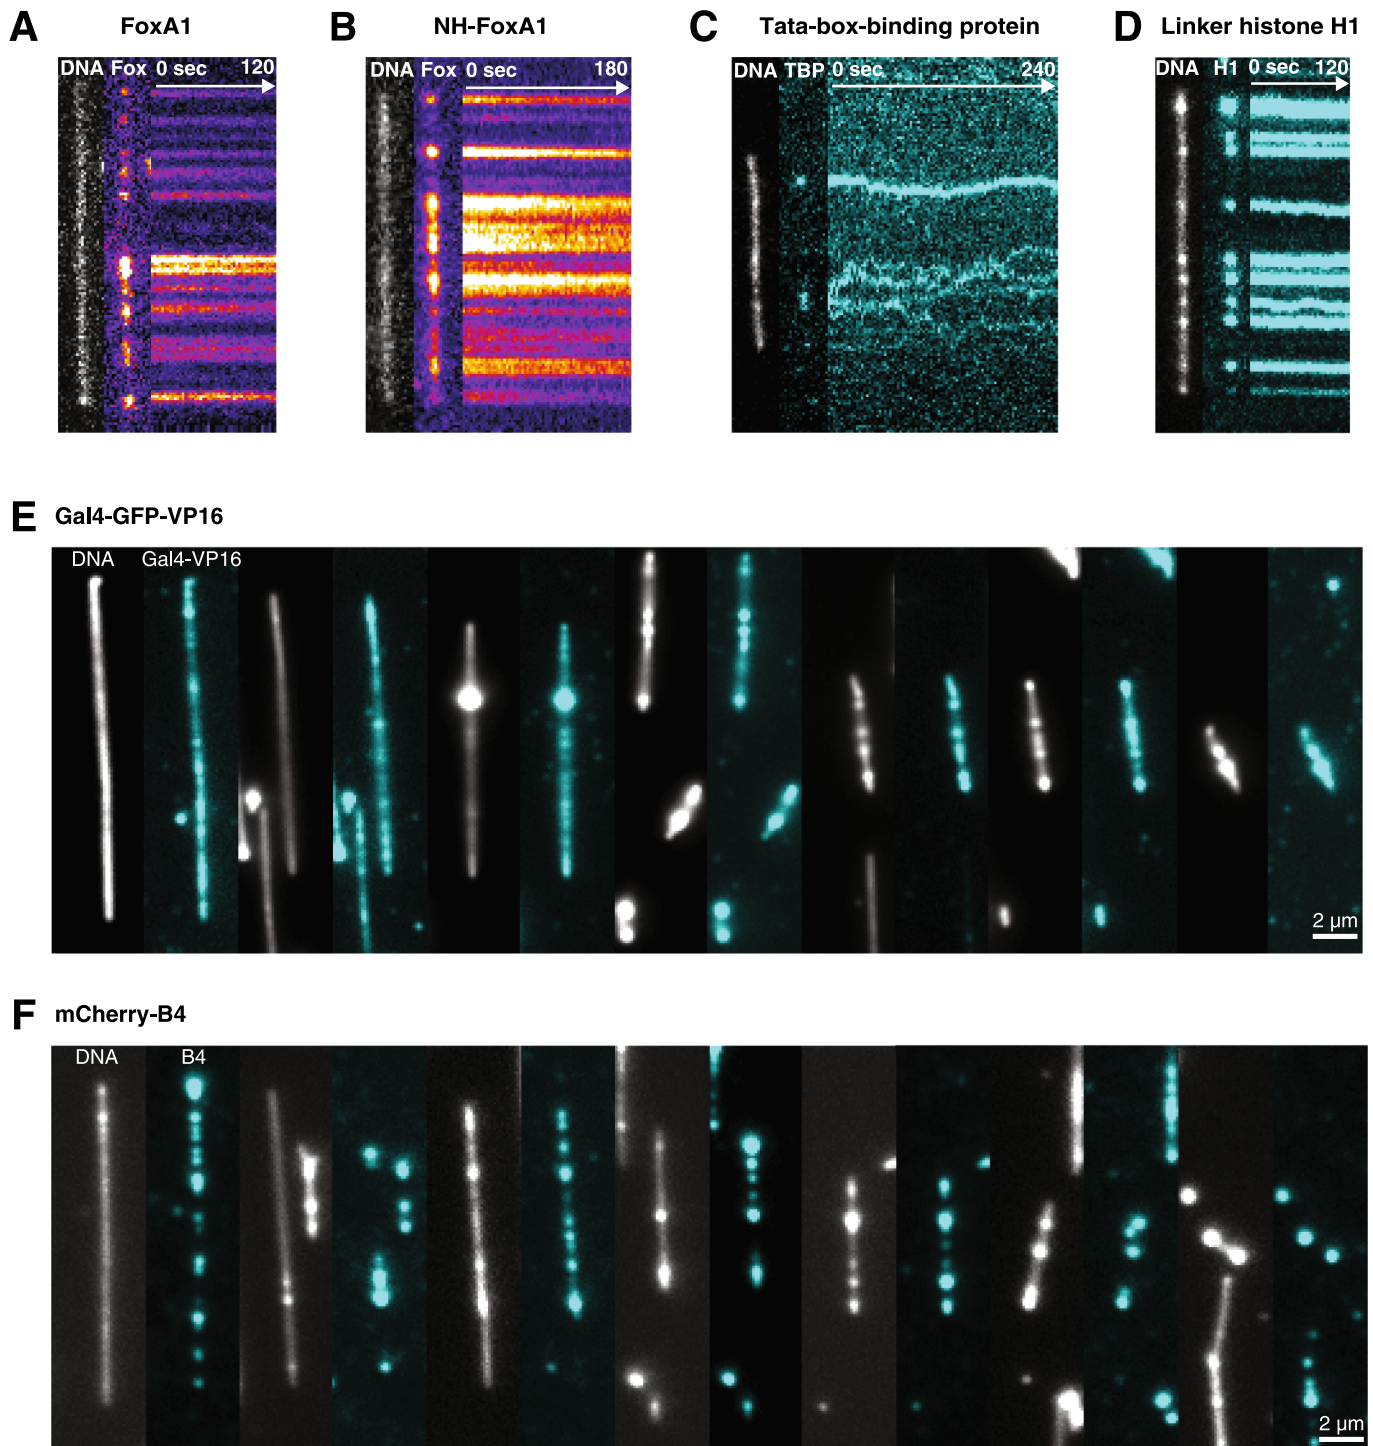 A FoxA1
B NH-FoxA1
C Tata-box-binding protein
D Linker histone H1
DNA Fox 0 sec 120
DNA Fox 0 sec 180
DNA TBP 0 sec 240
DNA H1 0 sec 120
E Gal4-GFP-VP16
DNA Gal4-VP16
2 µm
F mCherry-B4
DNA B4
2 µm